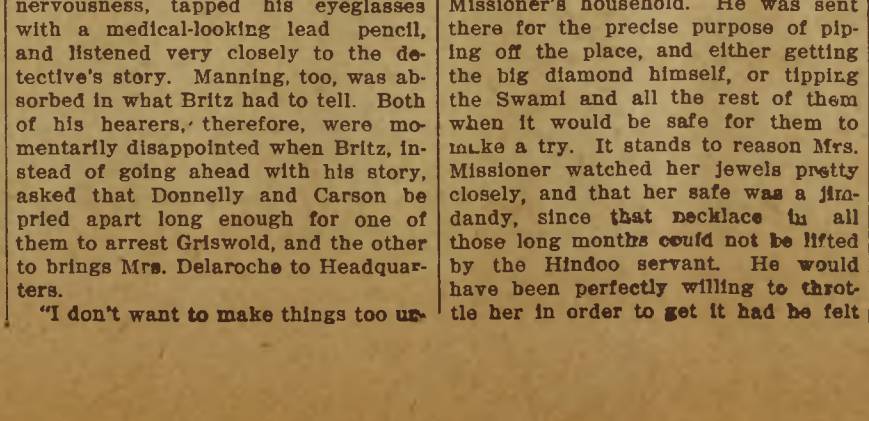 nervousness, tapped his eyeglasses
with a medical-looking lead pencil,
and listened very closely to the de-
tective's story. Manning, too, was ab-
sorbed in what Britz had to tell. Both
of his hearers, therefore, were mo-
mentarily disappointed when Britz, in-
stead of going ahead with his story,
asked that Donnelly and Carson be
pried apart long enough for one of
them to arrest Griswold, and the other
to brings Mrs. Delaroche to Headquar-
ters.
"I don't want to make things too un-
Missioner's household. He was sent
there for the precise purpose of pip-
ing off the place, and either getting
the big diamond himself, or tipping
the Swami and all the rest of them
when it would be safe for them to
make a try. It stands to reason Mrs.
Missioner watched her jewels pretty
closely, and that her safe was a jim-
dandy, since that necklace in all
those long months could not be lifted
by the Hindoo servant. He would
have been perfectly willing to throt-
tle her in order to get it had he felt